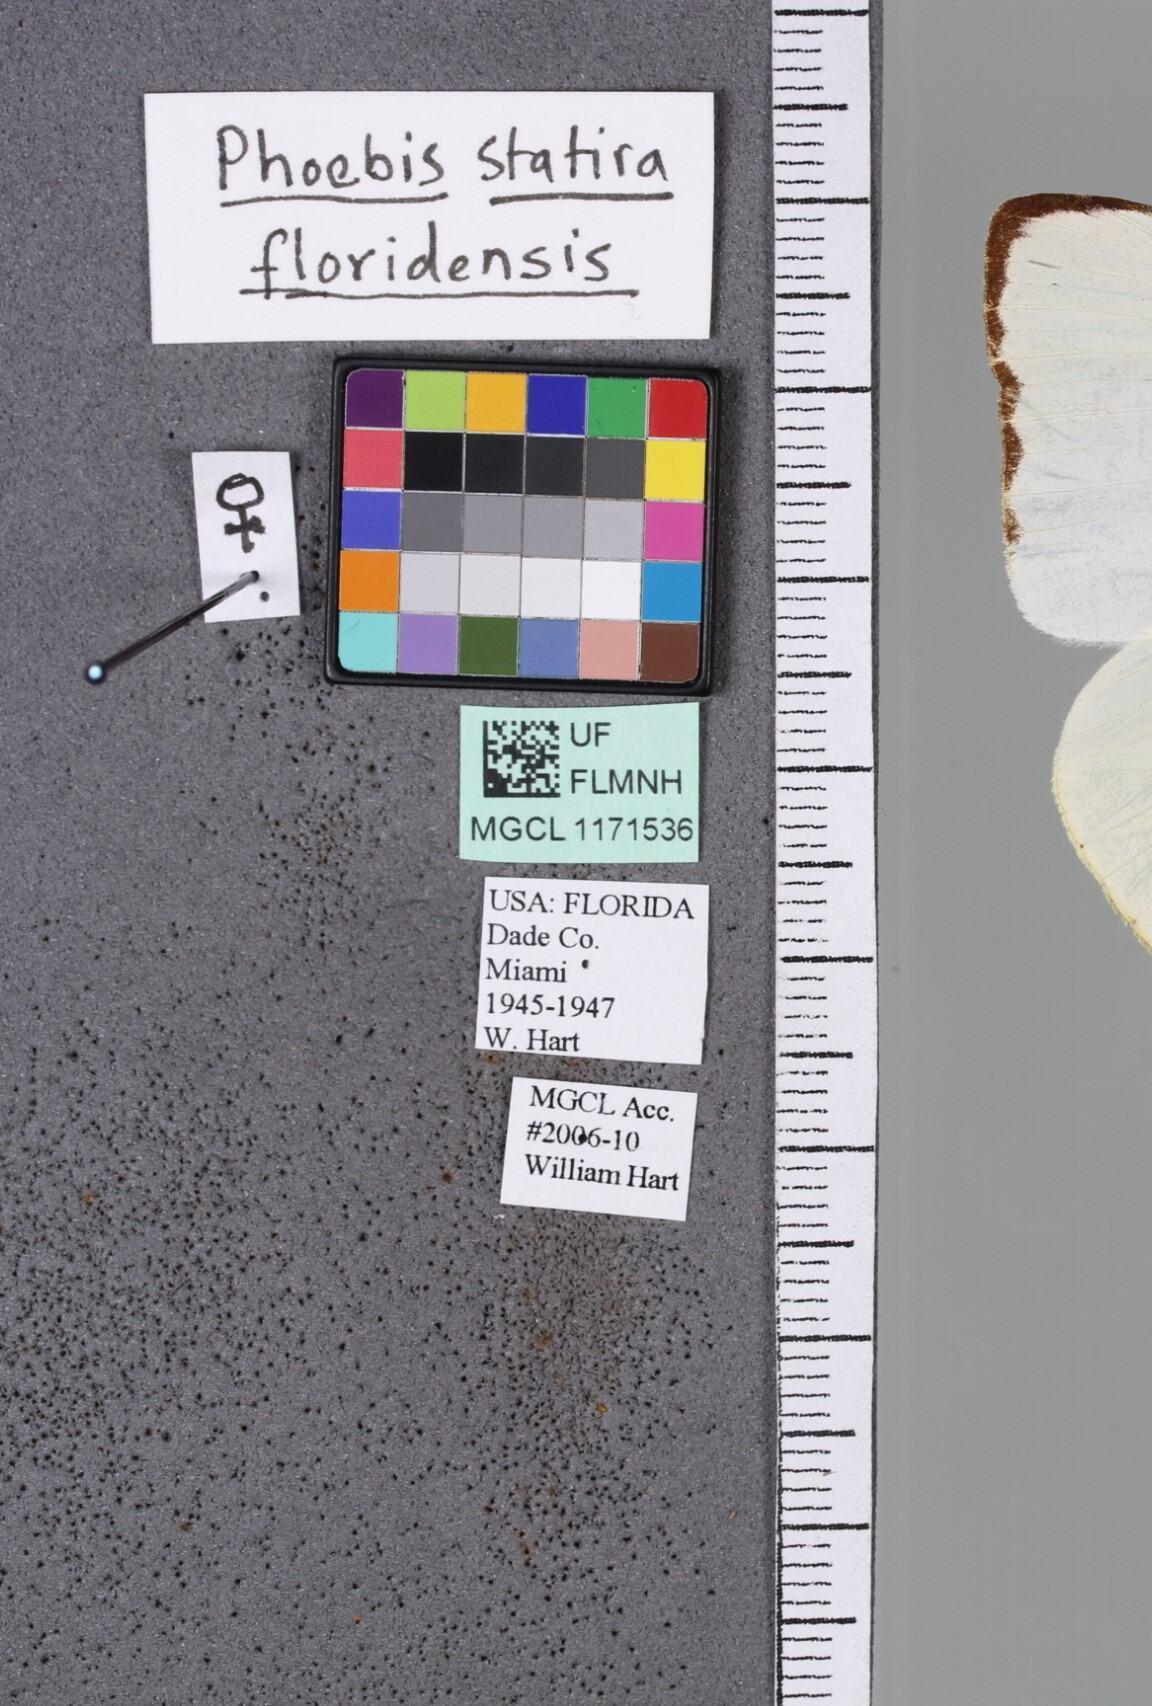 Phoebis statira
floridensis
♀
UF
FLMNH
MGCL 1171536
USA: FLORIDA
Dade Co.
Miami
1945-1947
W. Hart
MGCL Acc.
#2006-10
William Hart